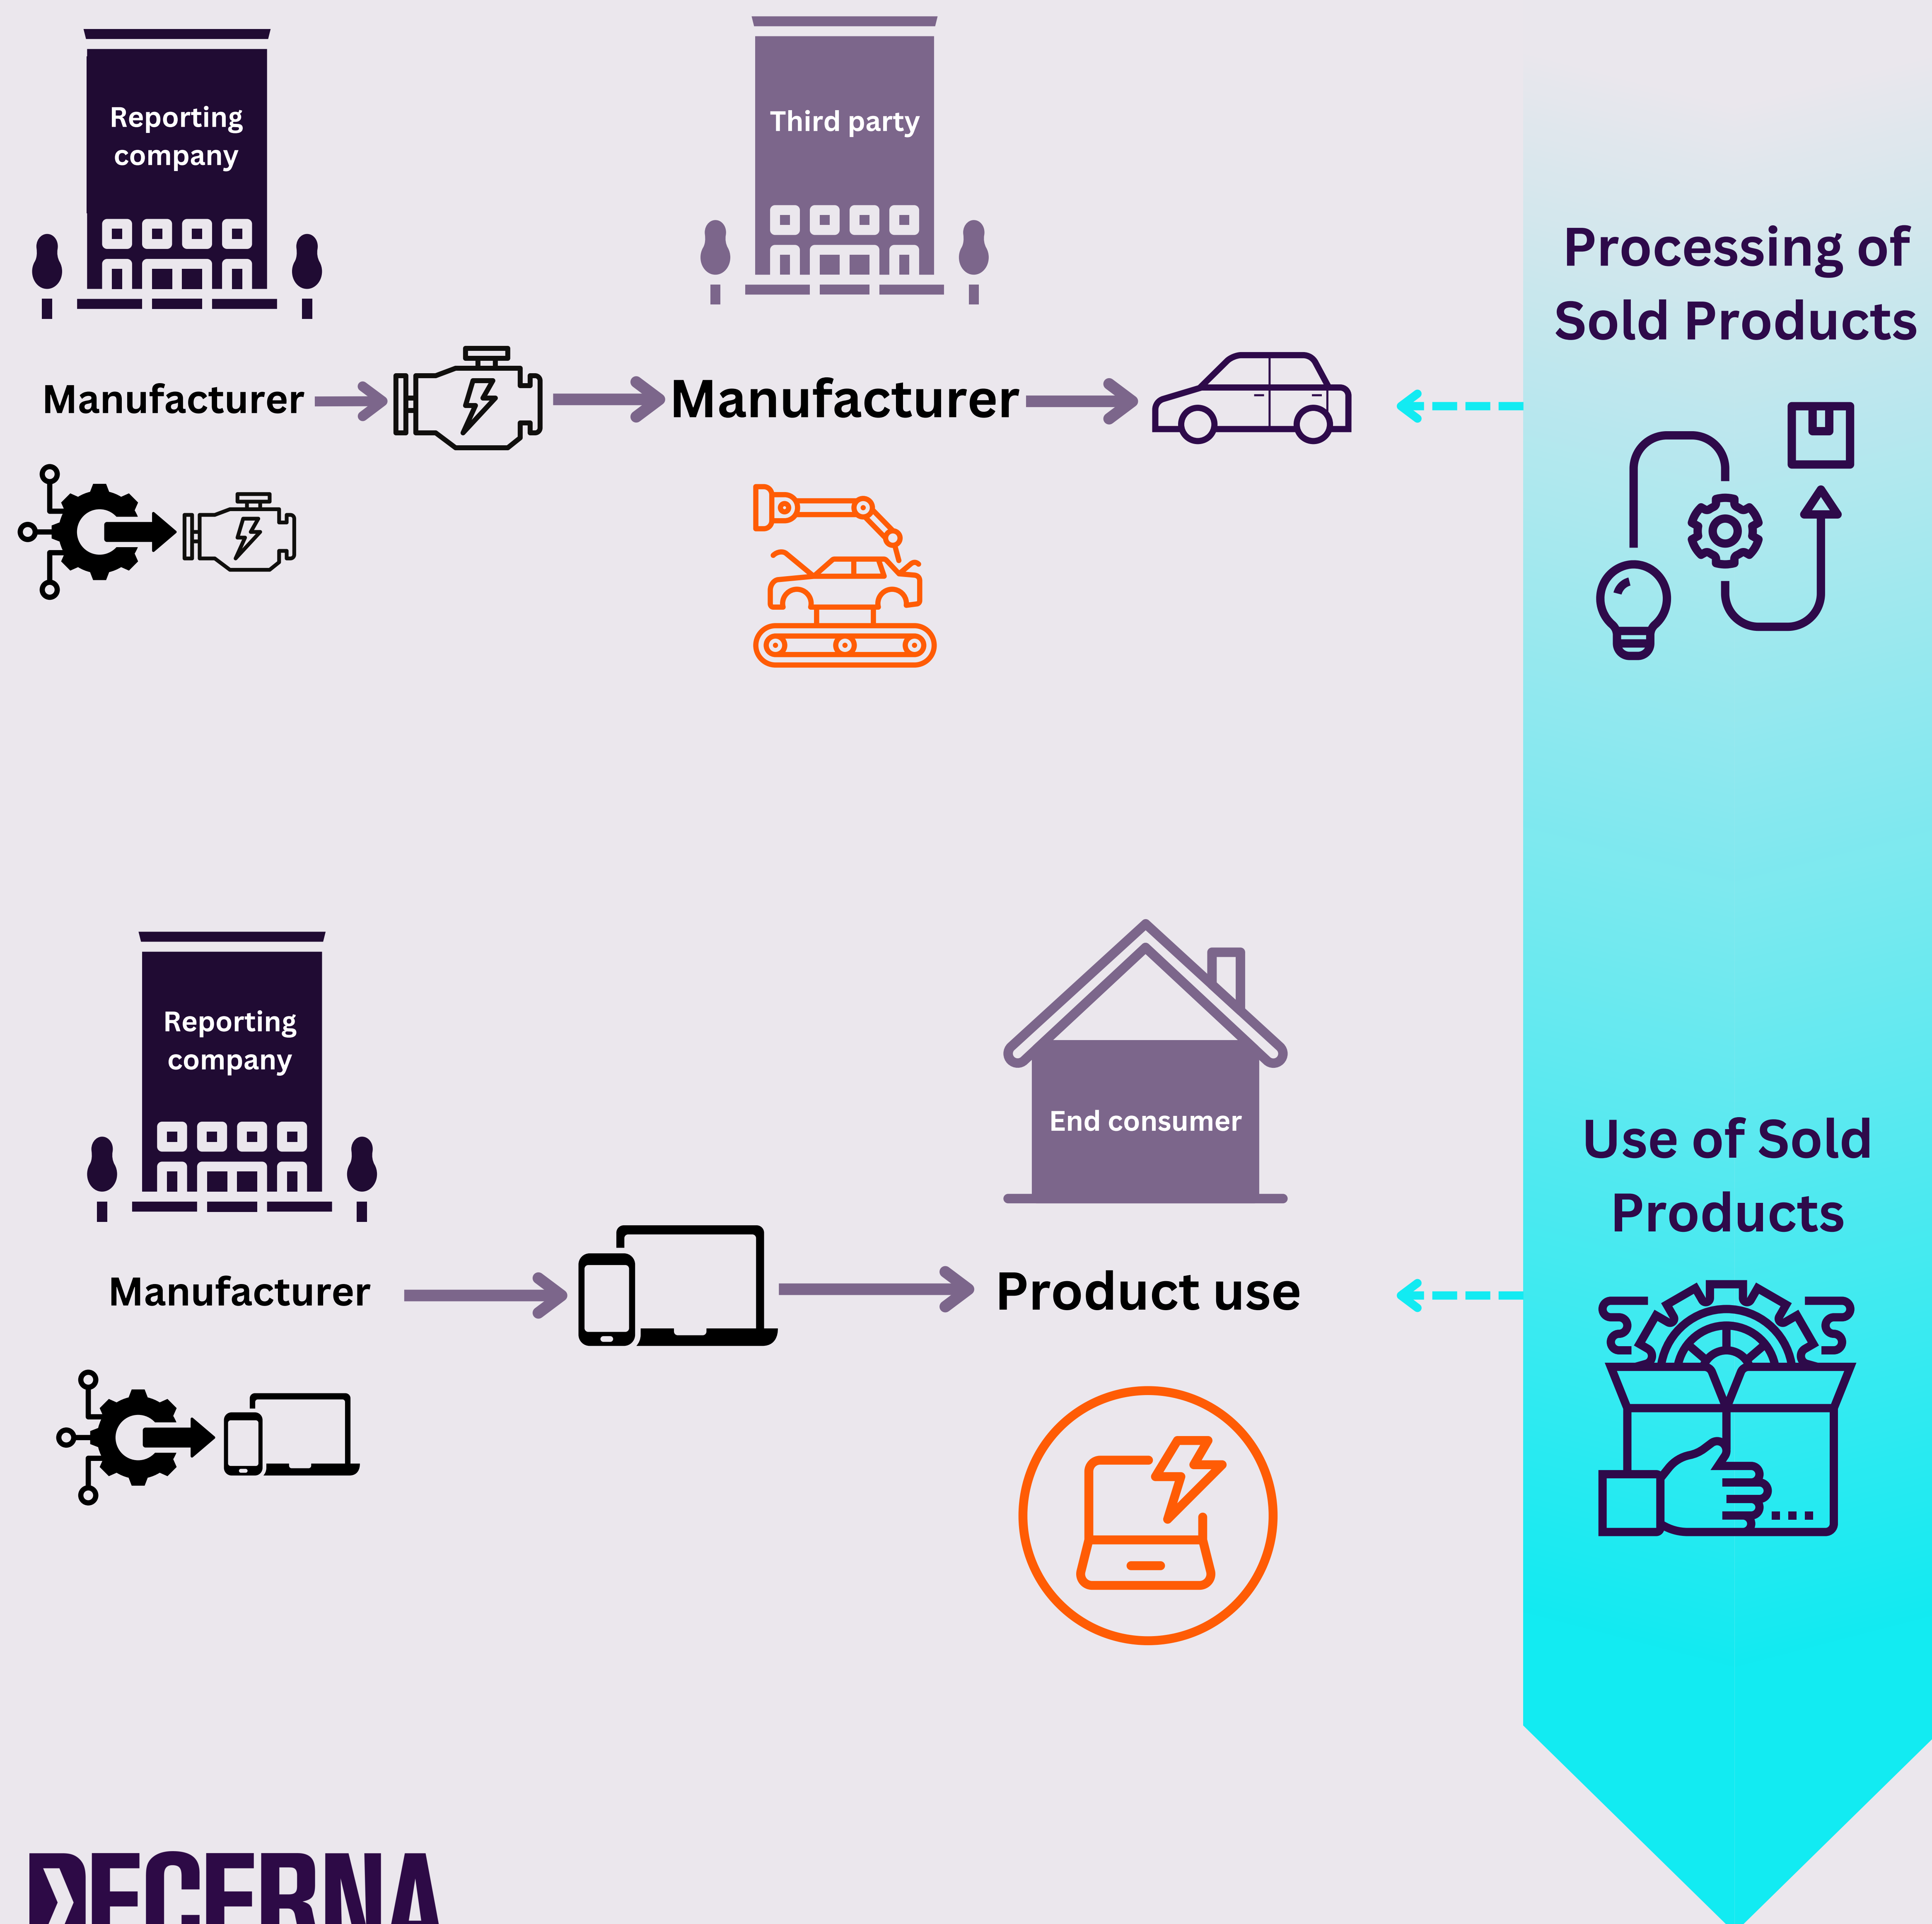 Reporting
company
Third party
Processing of
Sold Products
Manufacturer
Manufacturer
Reporting
company
End consumer
Use of Sold
Products
Manufacturer
Product use
DECERNA